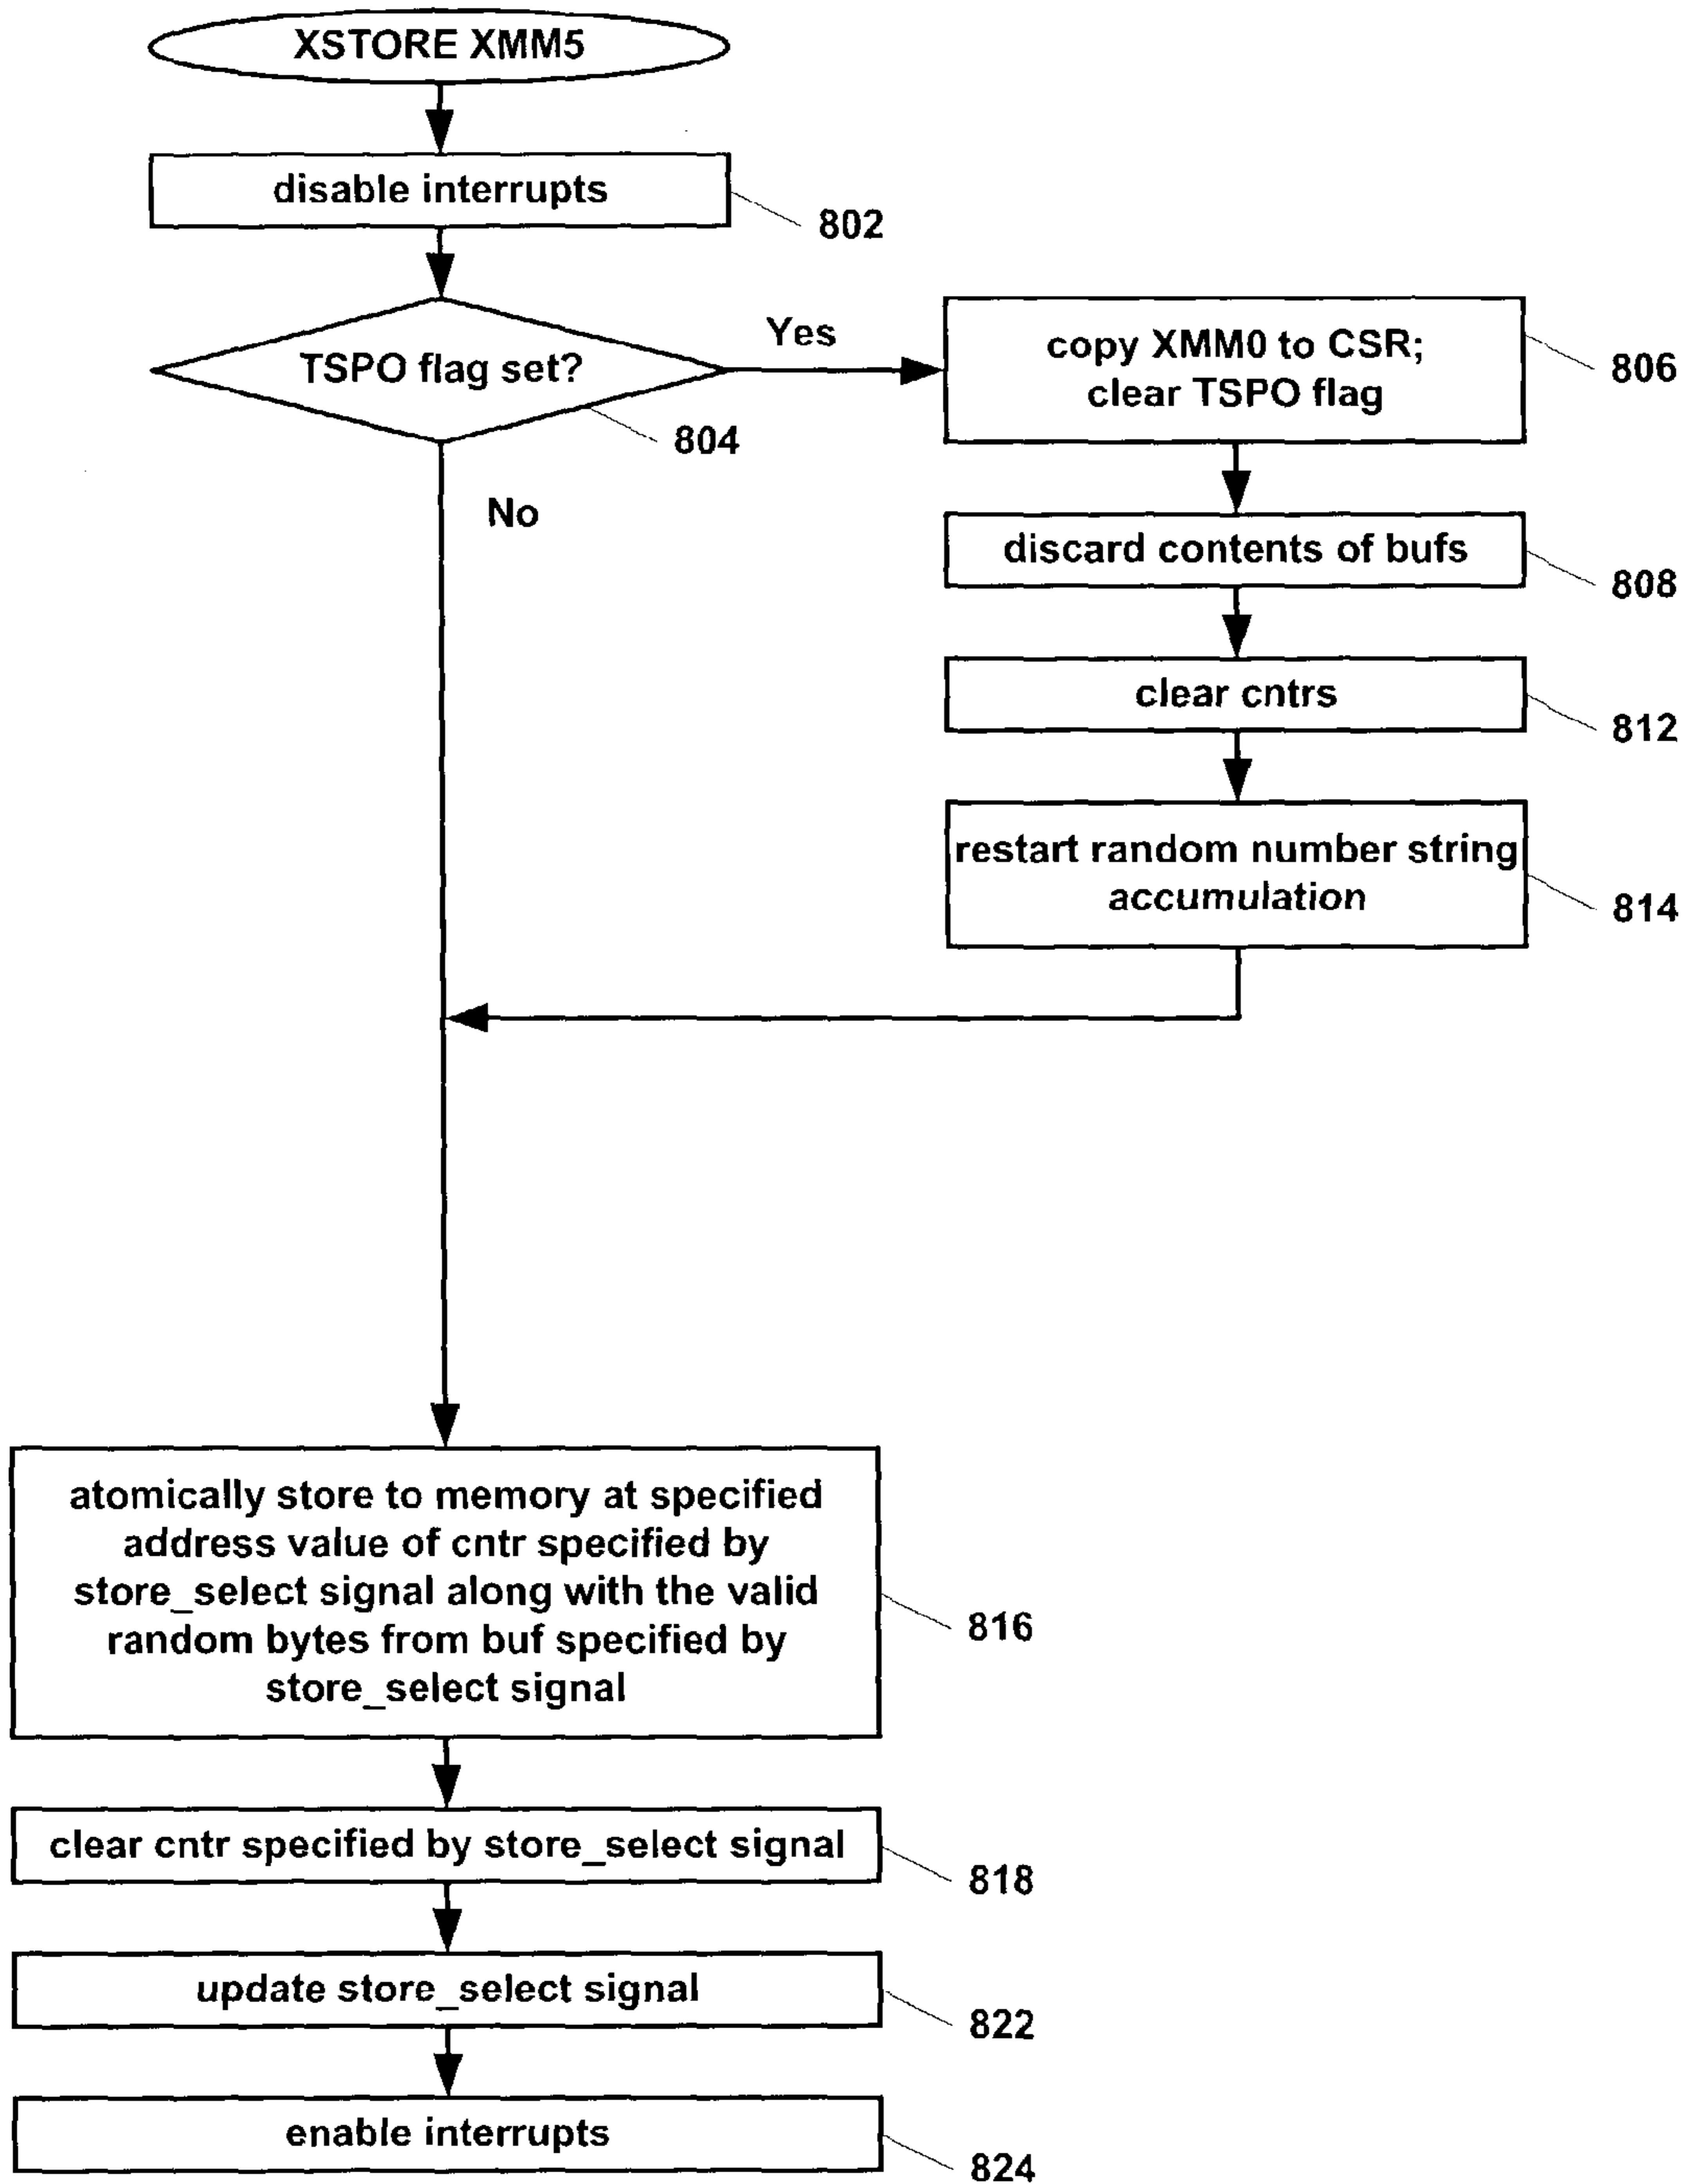 XSTORE XMM5
disable interrupts
802
TSPO flag set?
804
Yes
No
copy XMM0 to CSR;
clear TSPO flag
806
discard contents of bufs
808
clear cntrs
812
restart random number string
accumulation
814
atomically store to memory at specified
address value of cntr specified by
store_select signal along with the valid
random bytes from buf specified by
store_select signal
816
clear cntr specified by store_select signal
818
update store_select signal
822
enable interrupts
824